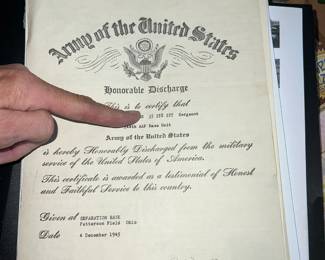 Army of the United States
Honorable Discharge
This is to certify that
Sergeant
AAF Base Unit
Army of the United States
is hereby Honorably Discharged from the military
service of the United States of America.
This certificate is awarded as a testimonial of Honest
and Faithful Service to this country.
Given at SEPARATION BASE
Patterson Field Ohio
Date 4 December 1945